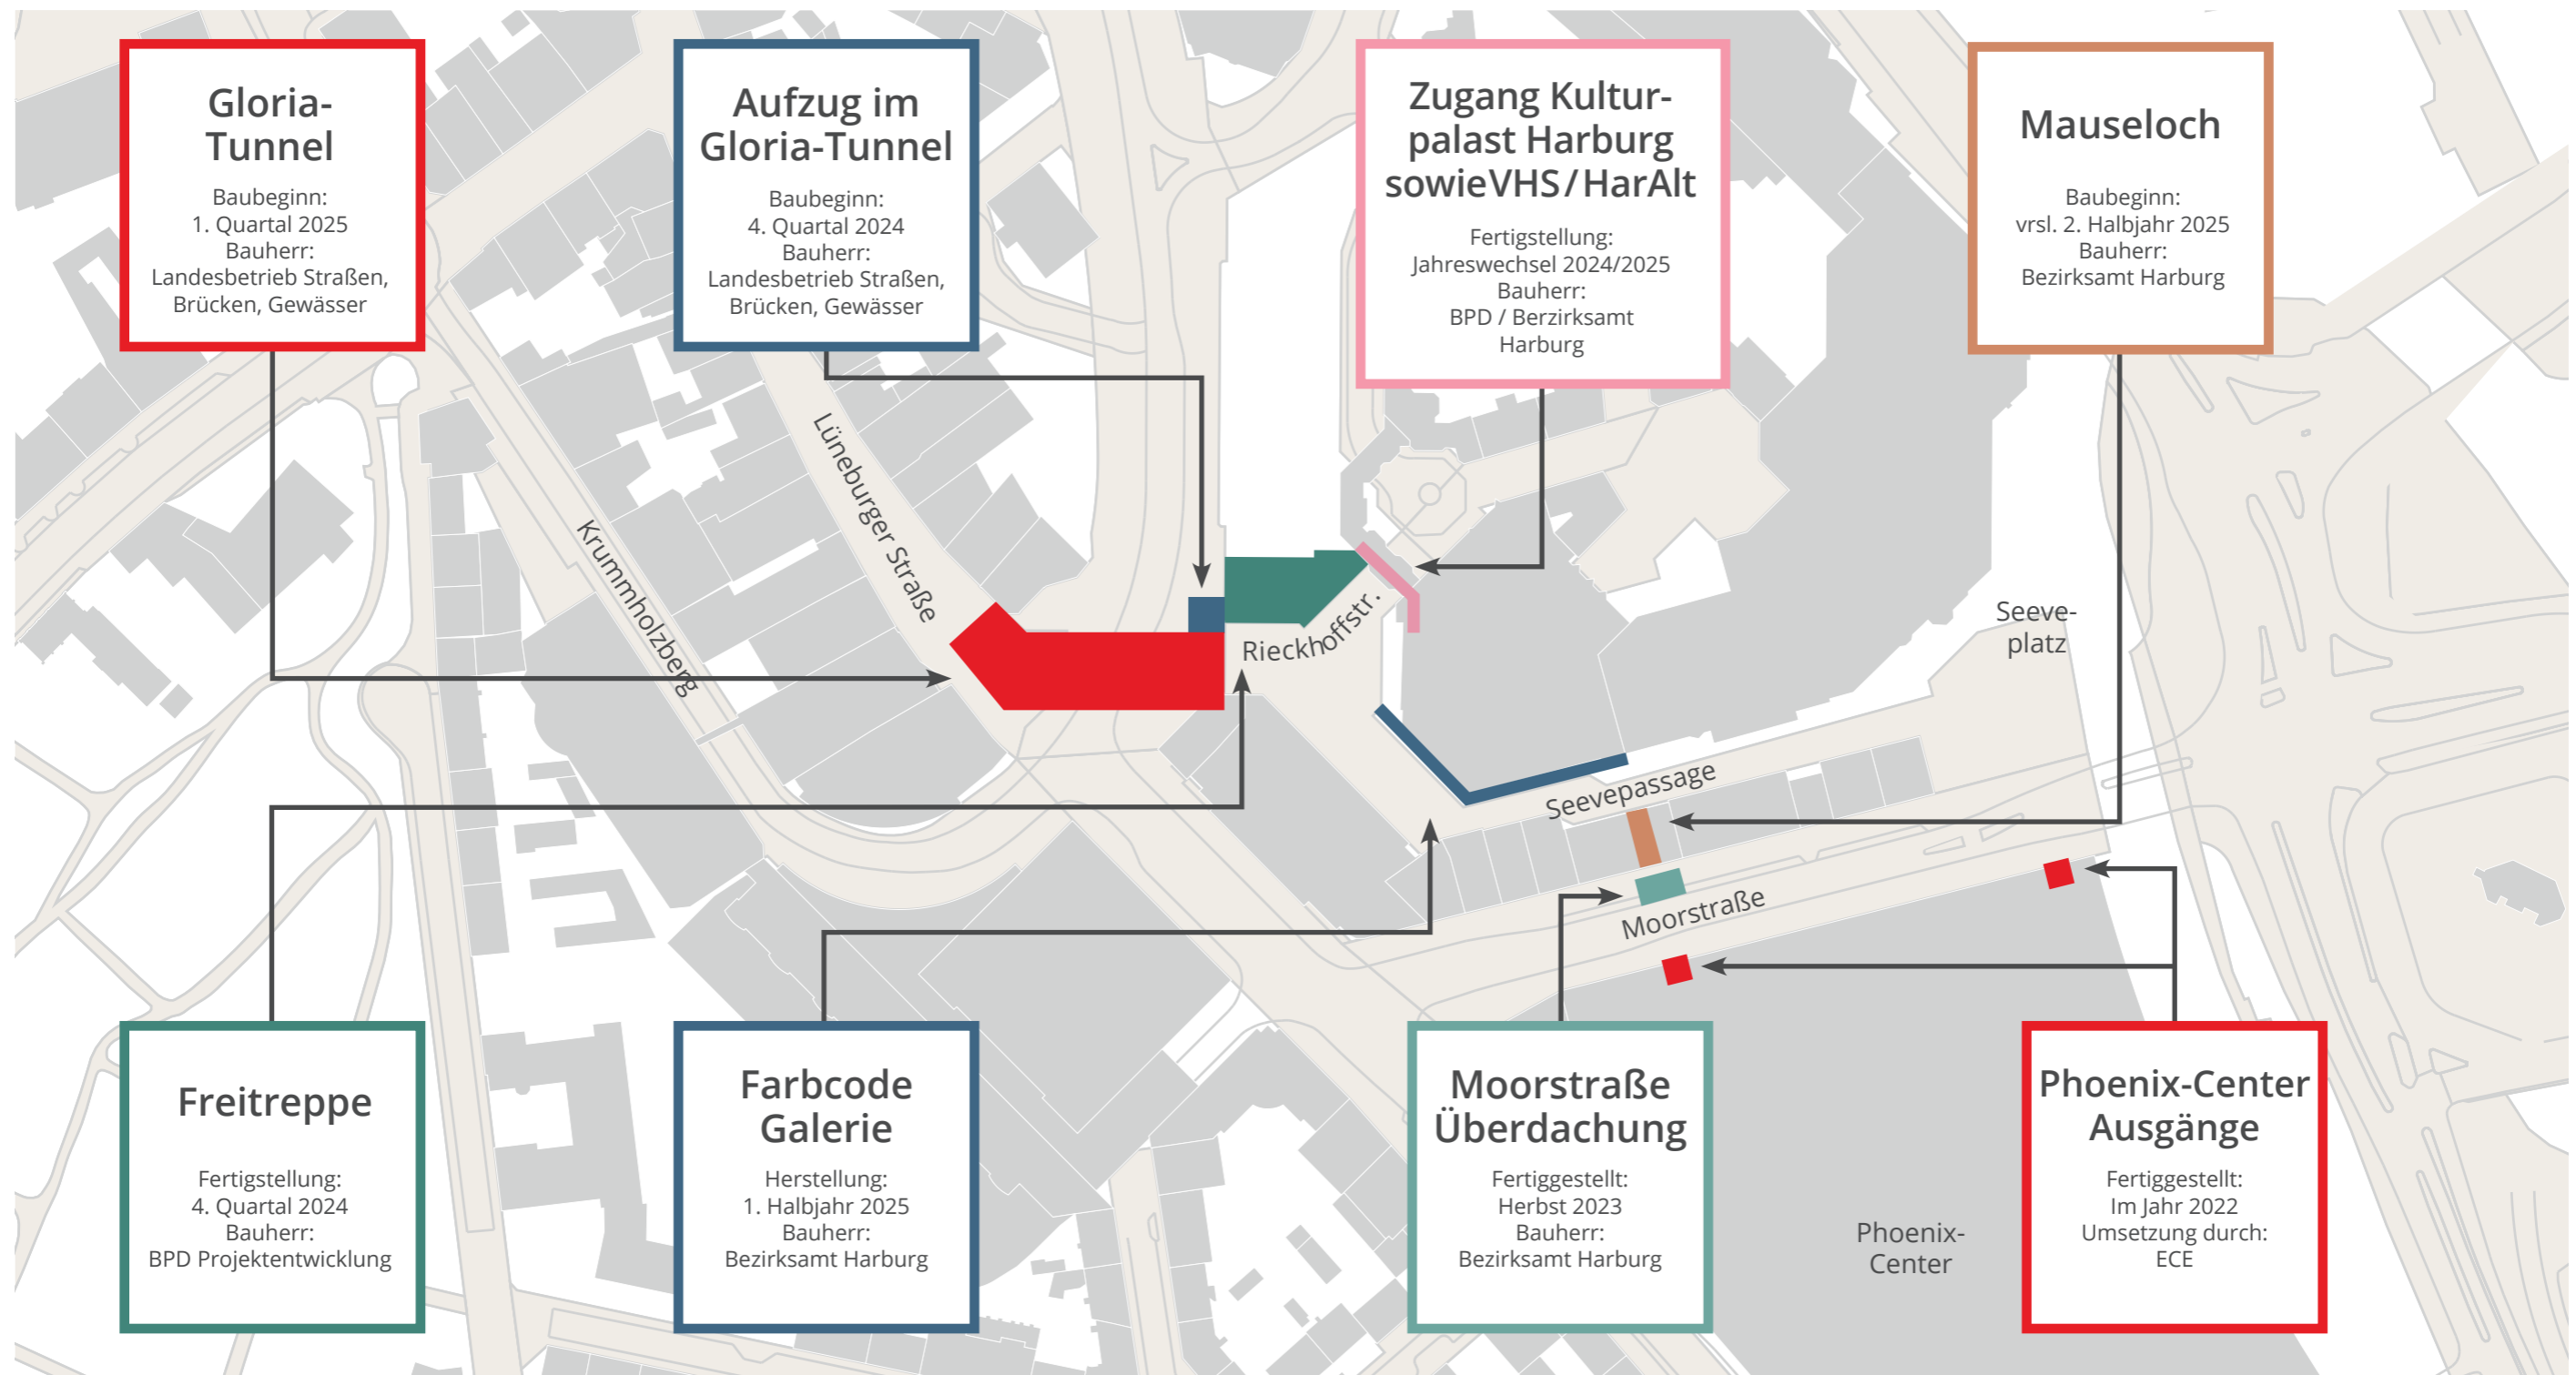 Gloria-
Tunnel
Baubeginn:
1. Quartal 2025
Bauherr:
Landesbetrieb Straßen,
Brücken, Gewässer
Aufzug im
Gloria-Tunnel
Baubeginn:
4. Quartal 2024
Bauherr:
Landesbetrieb Straßen,
Brücken, Gewässer
Zugang Kultur-
palast Harburg
sowieVHS/HarAlt
Fertigstellung:
Jahreswechsel 2024/2025
Bauherr:
BPD / Berzirksamt
Harburg
Mauseloch
Baubeginn:
vrsl. 2. Halbjahr 2025
Bauherr:
Bezirksamt Harburg
Lüneburger Straße
Krummholzberg
Rieckhoffstr.
Seeve-
platz
Seevepassage
Moorstraße
Freitreppe
Fertigstellung:
4. Quartal 2024
Bauherr:
BPD Projektentwicklung
Farbcode
Galerie
Herstellung:
1. Halbjahr 2025
Bauherr:
Bezirksamt Harburg
Moorstraße
Überdachung
Fertiggestellt:
Herbst 2023
Bauherr:
Bezirksamt Harburg
Phoenix-
Center
Phoenix-Center
Ausgänge
Fertiggestellt:
Im Jahr 2022
Umsetzung durch:
ECE